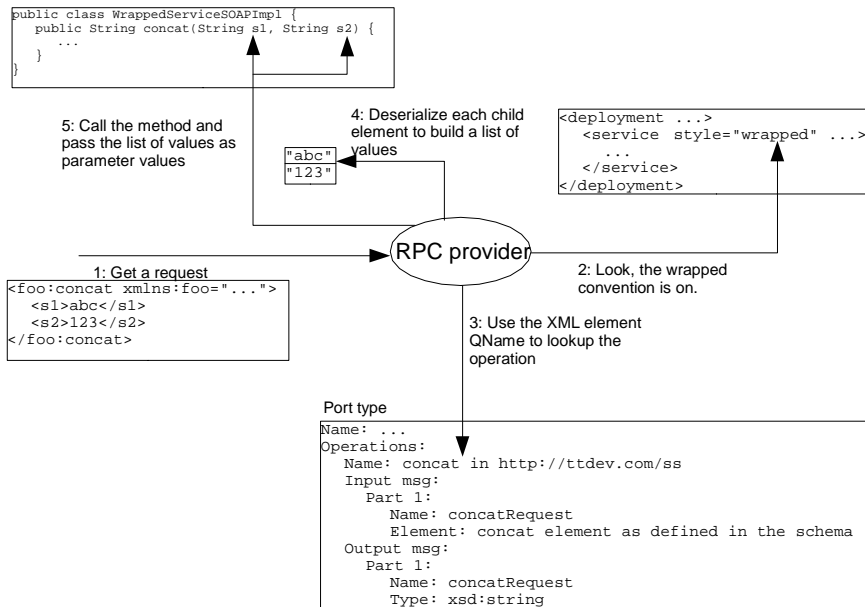 public class WrappedServiceSOAPImpl {
public String concat(String s1, String s2) {
...
}
}
5: Call the method and
pass the list of values as
parameter values
4: Deserialize each child
element to build a list of
values
"abc"
"123"
<deployment ...>
<service style="wrapped" ...>
...
</service>
</deployment>
RPC provider
1: Get a request
<foo:concat xmlns:foo="...">
<s1>abc</s1>
<s2>123</s2>
</foo:concat>
2: Look, the wrapped
convention is on.
3: Use the XML element
QName to lookup the
operation
Port type
Name: ...
Operations:
Name: concat in http://ttdev.com/ss
Input msg:
Part 1:
Name: concatRequest
Element: concat element as defined in the schema
Output msg:
Part 1:
Name: concatRequest
Type: xsd:string